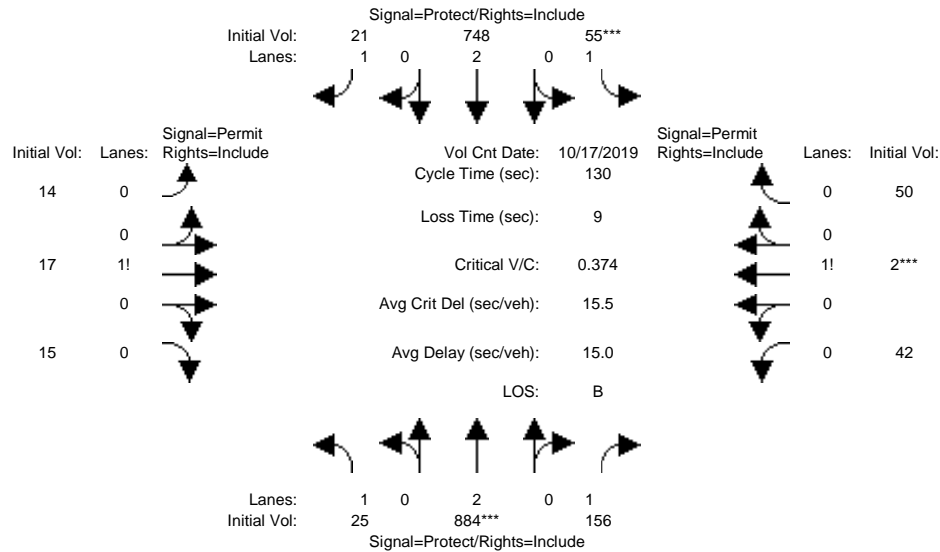 Signal=Protect/Rights=Include
Initial Vol: 21 748 55***
Lanes: 1 0 2 0 1
Signal=Permit Signal=Permit
Initial Vol: Lanes: Rights=Include Vol Cnt Date: 10/17/2019 Rights=Include Lanes: Initial Vol:
Cycle Time (sec): 130
14 0 0 50
Loss Time (sec): 9
0 0
17 1! Critical V/C: 0.374 1! 2***
0 Avg Crit Del (sec/veh): 15.5 0
15 0 Avg Delay (sec/veh): 15.0 0 42
LOS: B
Lanes: 1 0 2 0 1
Initial Vol: 25 884*** 156
Signal=Protect/Rights=Include